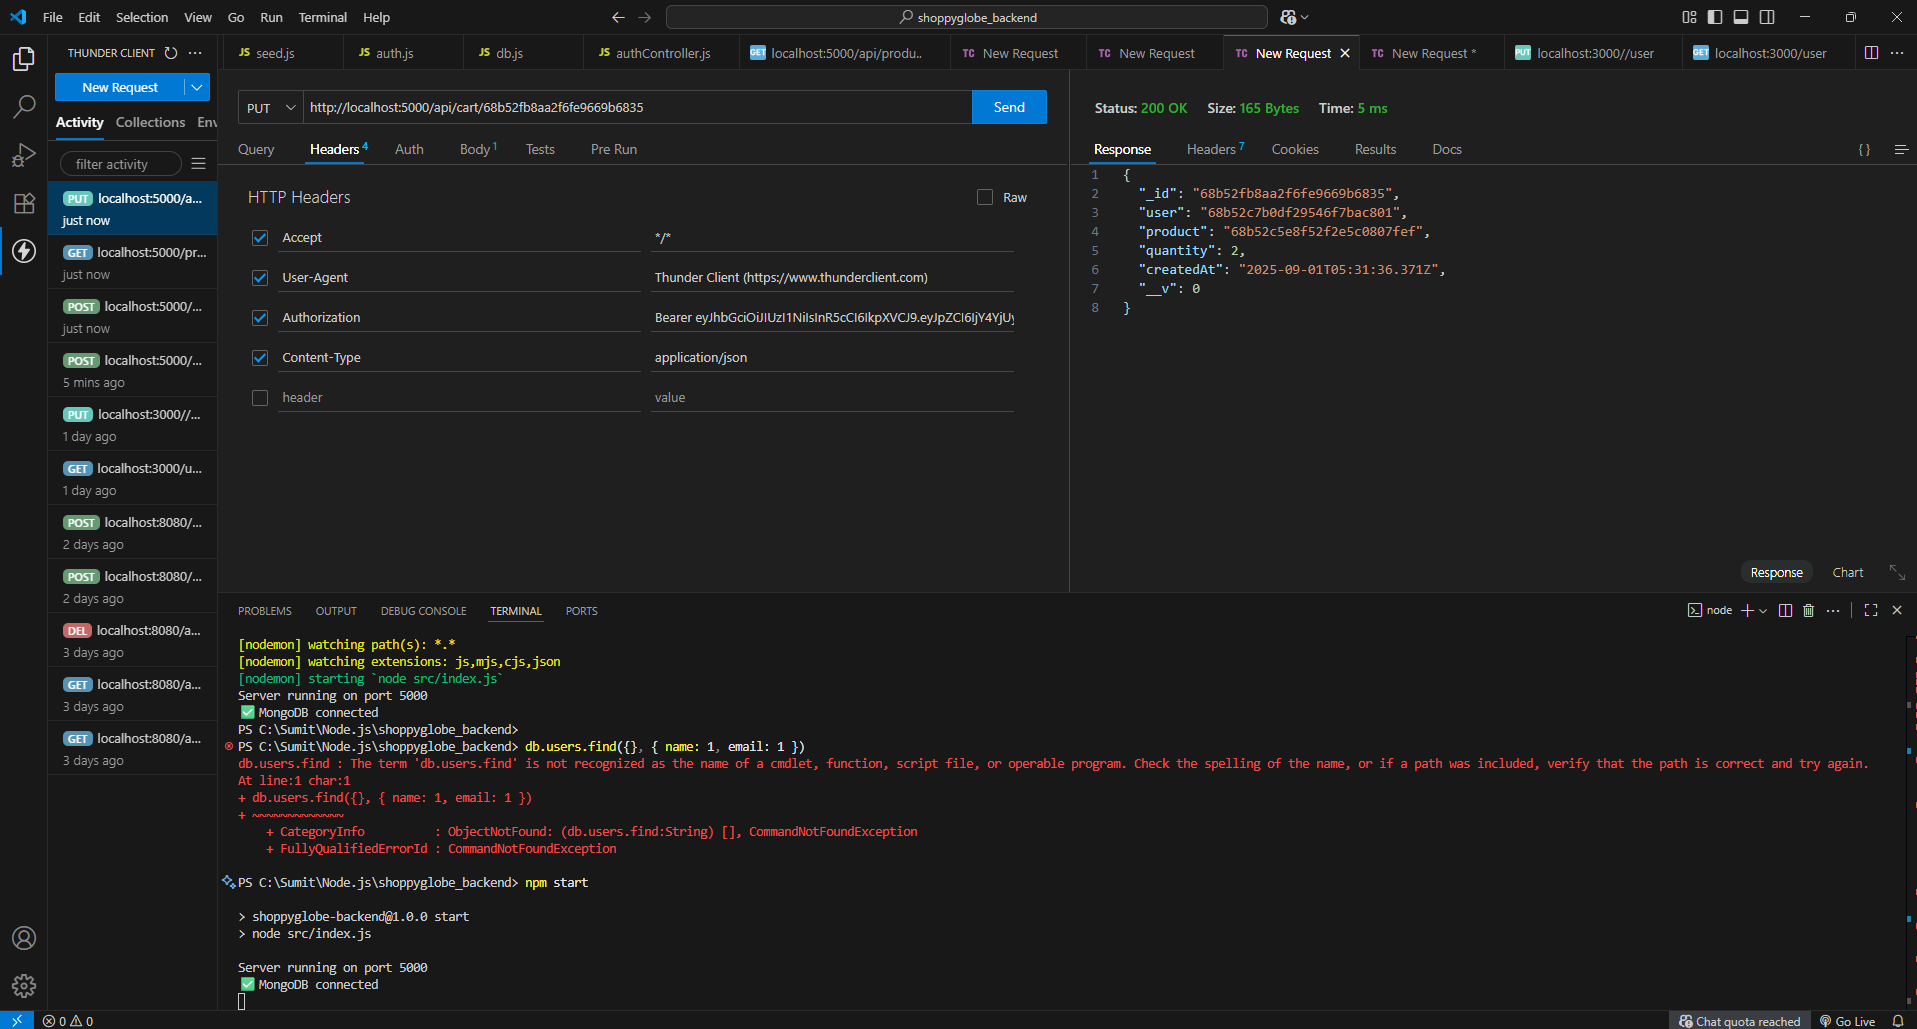 File Edit Selection View Go Run Terminal Help
shoppyglobe_backend
THUNDER CLIENT
New Request
Activity Collections Env
filter activity
PUT localhost:5000/a...
just now
GET localhost:5000/pr...
just now
POST localhost:5000/...
just now
POST localhost:5000/...
5 mins ago
PUT localhost:3000//...
1 day ago
GET localhost:3000/u...
1 day ago
POST localhost:8080/...
2 days ago
POST localhost:8080/...
2 days ago
DEL localhost:8080/a...
3 days ago
GET localhost:8080/a...
3 days ago
GET localhost:8080/a...
3 days ago
JS seed.js JS auth.js JS db.js JS authController.js GET localhost:5000/api/produ.. TC New Request TC New Request TC New Request TC New Request * PUT localhost:3000//user GET localhost:3000/user
PUT http://localhost:5000/api/cart/68b52fb8aa2f6fe9669b6835 Send
Query Headers 4 Auth Body 1 Tests Pre Run
HTTP Headers Raw
Accept */*
User-Agent Thunder Client (https://www.thunderclient.com)
Authorization Bearer eyJhbGciOiJIUzI1NiIsInR5cCI6IkpXVCJ9.eyJpZCI6IjY4YjUy
Content-Type application/json
header value
Status: 200 OK Size: 165 Bytes Time: 5 ms
Response Headers 7 Cookies Results Docs { }
1 {
2 "_id": "68b52fb8aa2f6fe9669b6835",
3 "user": "68b52c7b0df29546f7bac801",
4 "product": "68b52c5e8f52f2e5c0807fef",
5 "quantity": 2,
6 "createdAt": "2025-09-01T05:31:36.371Z",
7 "__v": 0
8 }
Response Chart
PROBLEMS OUTPUT DEBUG CONSOLE TERMINAL PORTS
node
[nodemon] watching path(s): *.*
[nodemon] watching extensions: js,mjs,cjs,json
[nodemon] starting `node src/index.js`
Server running on port 5000
✅ MongoDB connected
PS C:\Sumit\Node.js\shoppyglobe_backend>
PS C:\Sumit\Node.js\shoppyglobe_backend> db.users.find({}, { name: 1, email: 1 })
db.users.find : The term 'db.users.find' is not recognized as the name of a cmdlet, function, script file, or operable program. Check the spelling of the name, or if a path was included, verify that the path is correct and try again.
At line:1 char:1
+ db.users.find({}, { name: 1, email: 1 })
+ ~~~~~~~~~~~~~
+ CategoryInfo : ObjectNotFound: (db.users.find:String) [], CommandNotFoundException
+ FullyQualifiedErrorId : CommandNotFoundException
PS C:\Sumit\Node.js\shoppyglobe_backend> npm start
> shoppyglobe-backend@1.0.0 start
> node src/index.js
Server running on port 5000
✅ MongoDB connected
0 0
Chat quota reached Go Live